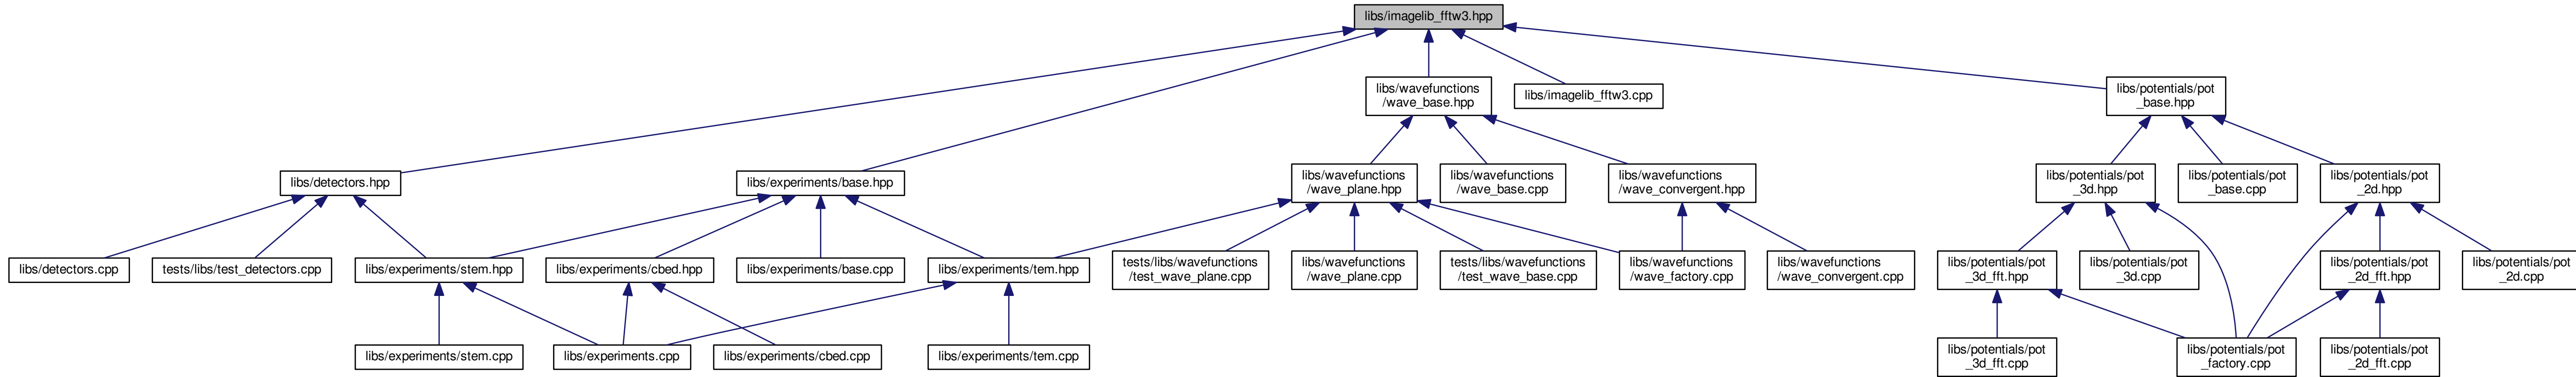 libs/imagelib_fftw3.hpp
libs/wavefunctions
/wave_base.hpp
libs/imagelib_fftw3.cpp
libs/potentials/pot
_base.hpp
libs/detectors.hpp
libs/experiments/base.hpp
libs/wavefunctions
/wave_plane.hpp
libs/wavefunctions
/wave_base.cpp
libs/wavefunctions
/wave_convergent.hpp
libs/potentials/pot
_3d.hpp
libs/potentials/pot
_base.cpp
libs/potentials/pot
_2d.hpp
libs/detectors.cpp
tests/libs/test_detectors.cpp
libs/experiments/stem.hpp
libs/experiments/cbed.hpp
libs/experiments/base.cpp
libs/experiments/tem.hpp
tests/libs/wavefunctions
/test_wave_plane.cpp
libs/wavefunctions
/wave_plane.cpp
tests/libs/wavefunctions
/test_wave_base.cpp
libs/wavefunctions
/wave_factory.cpp
libs/wavefunctions
/wave_convergent.cpp
libs/potentials/pot
_3d_fft.hpp
libs/potentials/pot
_3d.cpp
libs/potentials/pot
_2d_fft.hpp
libs/potentials/pot
_2d.cpp
libs/experiments/stem.cpp
libs/experiments.cpp
libs/experiments/cbed.cpp
libs/experiments/tem.cpp
libs/potentials/pot
_3d_fft.cpp
libs/potentials/pot
_factory.cpp
libs/potentials/pot
_2d_fft.cpp